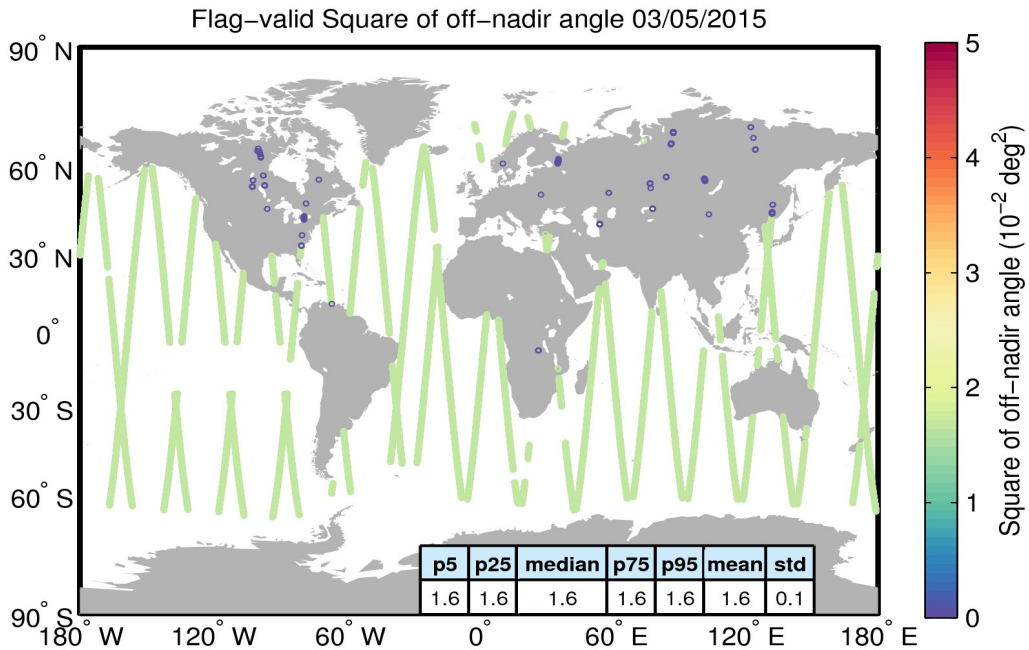 Flag−valid Square of off−nadir angle 03/05/2015
90° N
60° N
30° N
0°
30° S
60° S
90° S
180° W
120° W
60° W
0°
60° E
120° E
180° E
p5 p25 median p75 p95 mean std
1.6 1.6 1.6 1.6 1.6 1.6 0.1
5
4
3
2
1
0
Square of off−nadir angle (10⁻² deg²)